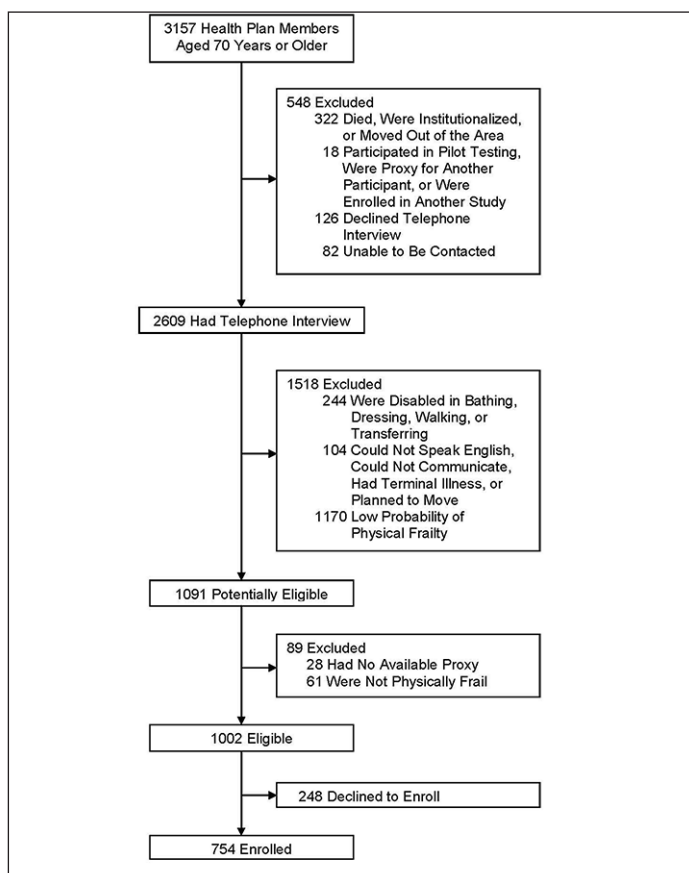 3157 Health Plan Members
Aged 70 Years or Older
548 Excluded
322 Died, Were Institutionalized,
or Moved Out of the Area
18 Participated in Pilot Testing,
Were Proxy for Another
Participant, or Were
Enrolled in Another Study
126 Declined Telephone
Interview
82 Unable to Be Contacted
2609 Had Telephone Interview
1518 Excluded
244 Were Disabled in Bathing,
Dressing, Walking, or
Transferring
104 Could Not Speak English,
Could Not Communicate,
Had Terminal Illness, or
Planned to Move
1170 Low Probability of
Physical Frailty
1091 Potentially Eligible
89 Excluded
28 Had No Available Proxy
61 Were Not Physically Frail
1002 Eligible
248 Declined to Enroll
754 Enrolled